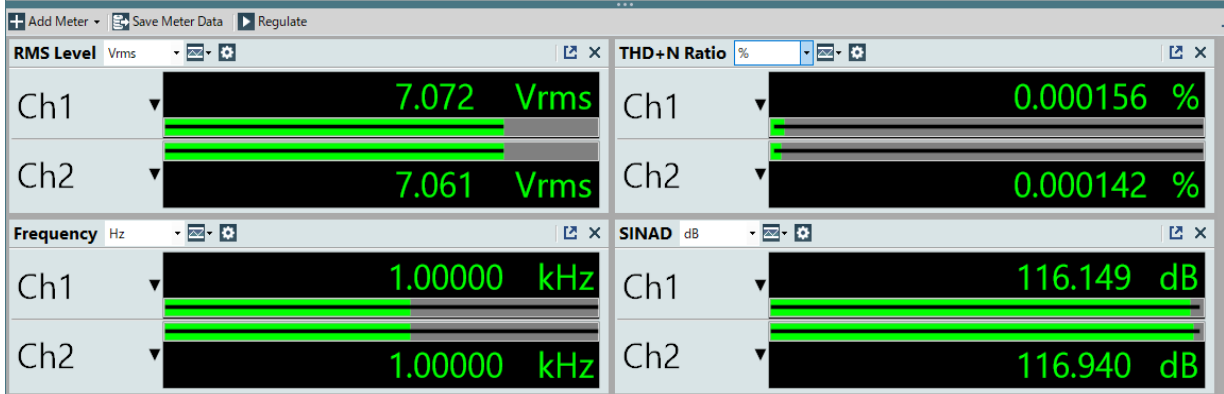 Add Meter Save Meter Data Regulate
RMS Level Vrms
Ch1 7.072 Vrms
Ch2 7.061 Vrms
THD+N Ratio %
Ch1 0.000156 %
Ch2 0.000142 %
Frequency Hz
Ch1 1.00000 kHz
Ch2 1.00000 kHz
SINAD dB
Ch1 116.149 dB
Ch2 116.940 dB